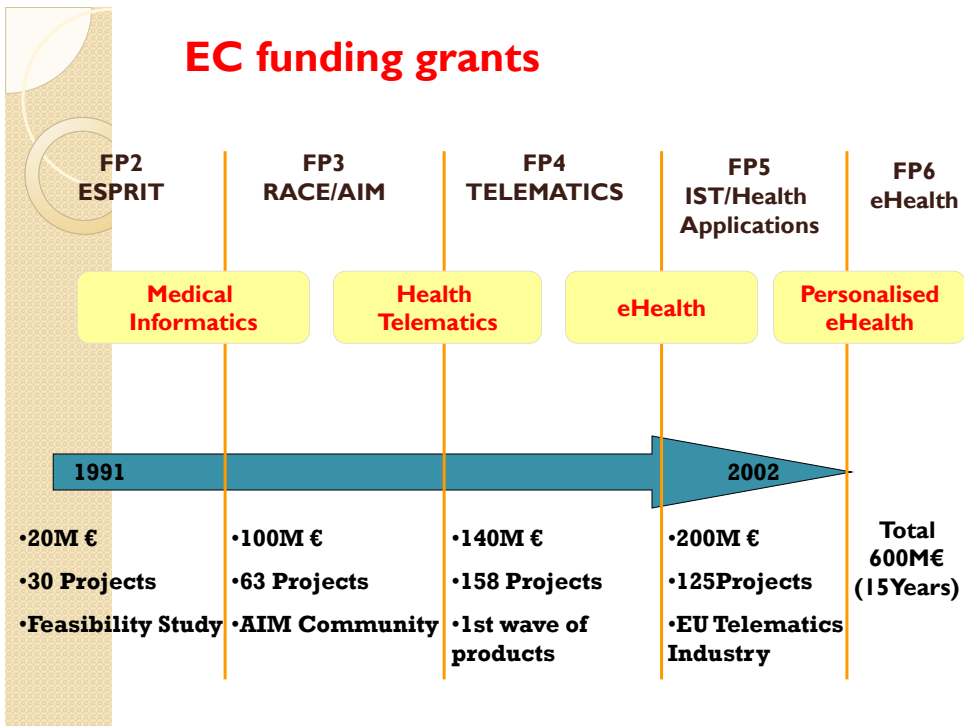 EC funding grants
FP2
ESPRIT
FP3
RACE/AIM
FP4
TELEMATICS
FP5
IST/Health
Applications
FP6
eHealth
Medical
Informatics
Health
Telematics
eHealth
Personalised
eHealth
1991
2002
•20M €
•30 Projects
•Feasibility Study
•100M €
•63 Projects
•AIM Community
•140M €
•158 Projects
•1st wave of
products
•200M €
•125Projects
•EU Telematics
Industry
Total
600M€
(15Years)